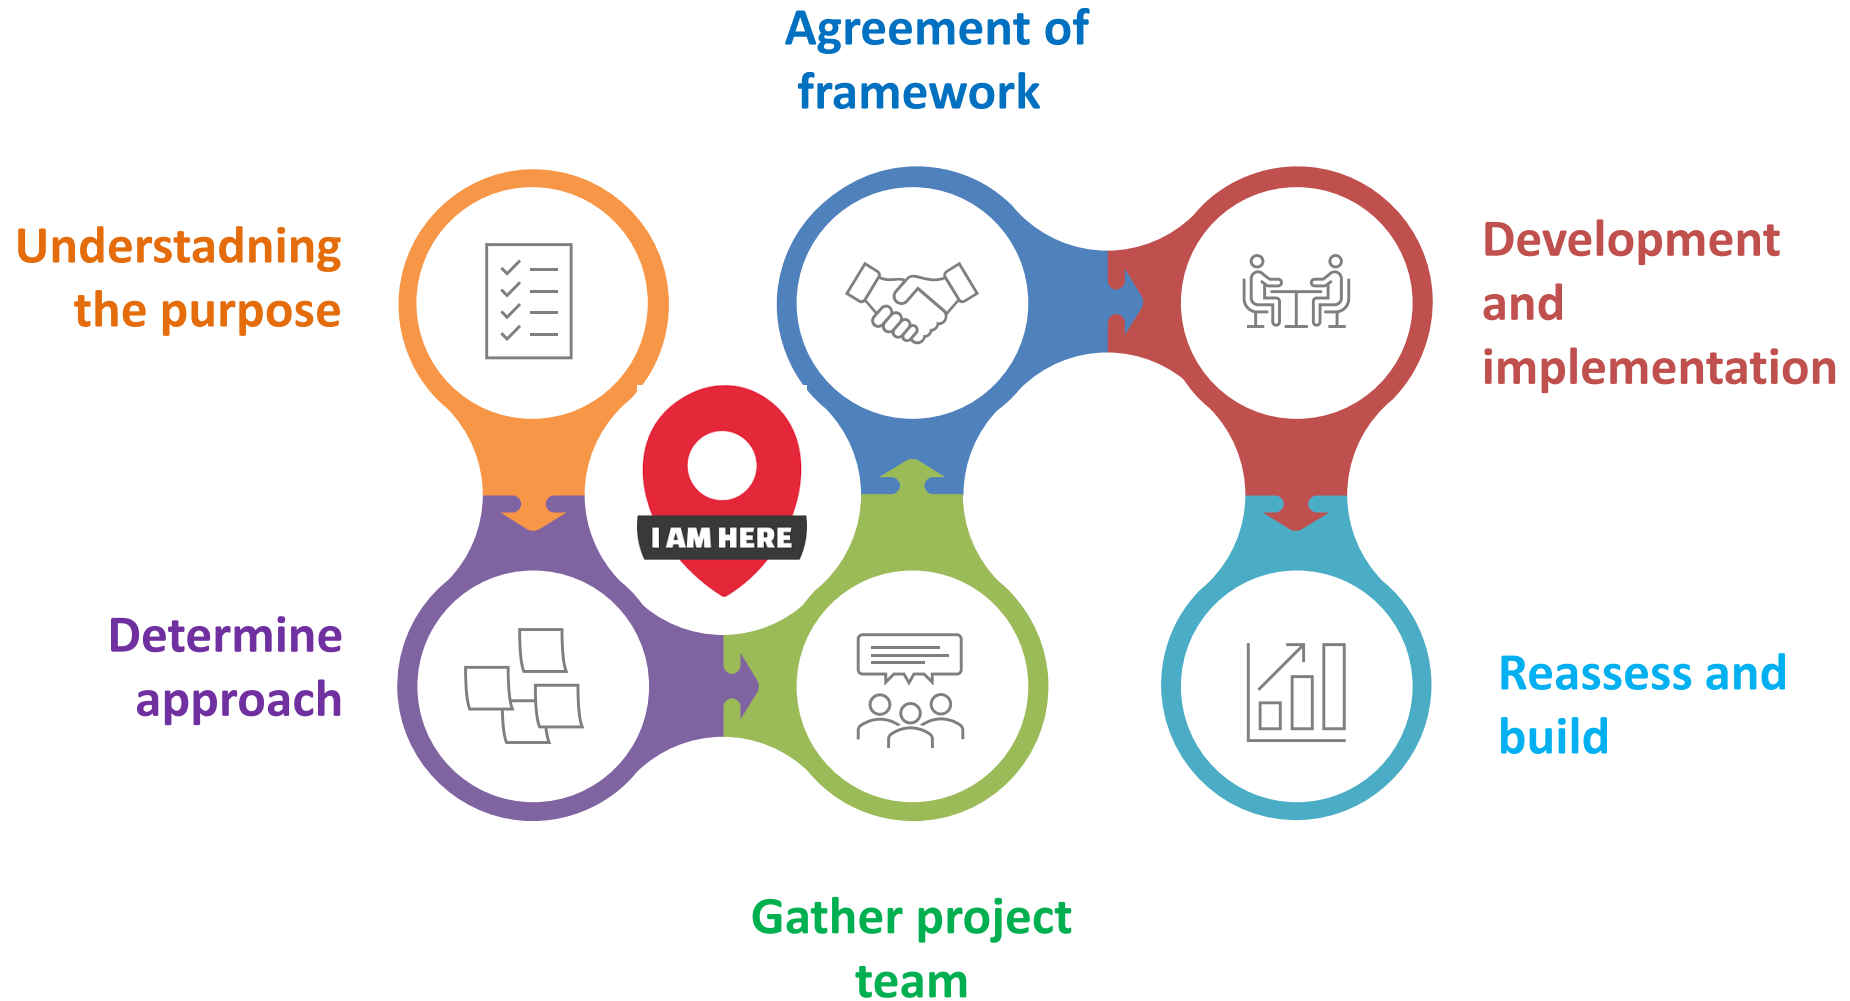 Agreement of
framework
Understadning
the purpose
Development
and
implementation
I AM HERE
Determine
approach
Reassess and
build
Gather project
team